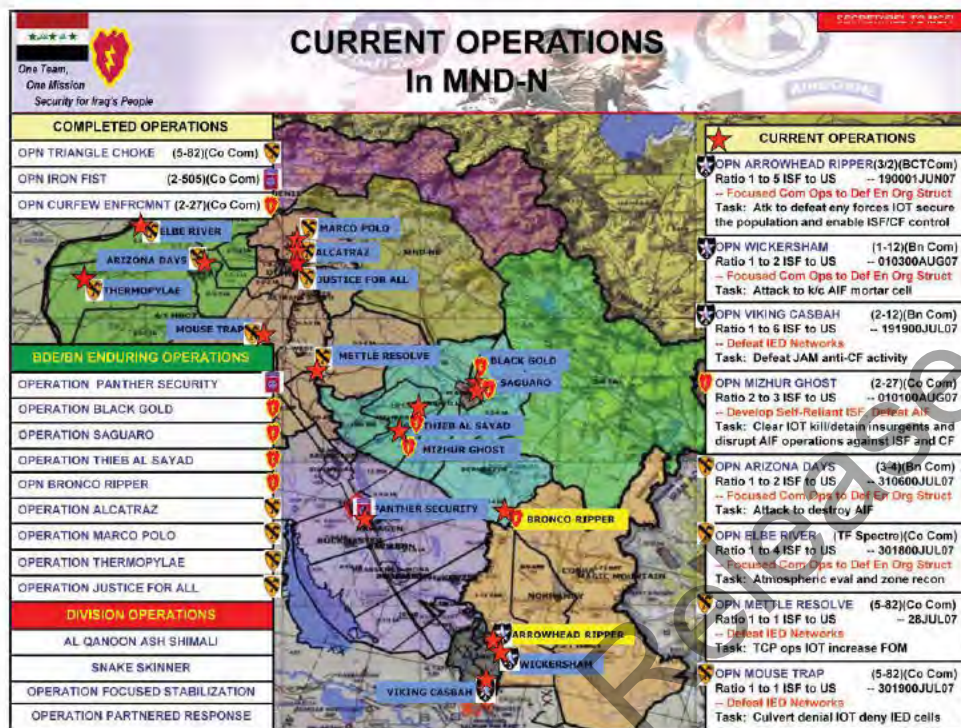 SECRET//REL TO MCFI
CURRENT OPERATIONS
In MND-N
One Team,
One Mission
Security for Iraq's People
AIRBORNE
COMPLETED OPERATIONS
OPN TRIANGLE CHOKE (5-82)(Co Com)
OPN IRON FIST (2-505)(Co Com)
OPN CURFEW ENFRCMNT (2-27)(Co Com)
BDE/BN ENDURING OPERATIONS
OPERATION PANTHER SECURITY
OPERATION BLACK GOLD
OPERATION SAGUARO
OPERATION THIEB AL SAYAD
OPN BRONCO RIPPER
OPERATION ALCATRAZ
OPERATION MARCO POLO
OPERATION THERMOPYLAE
OPERATION JUSTICE FOR ALL
DIVISION OPERATIONS
AL QANOON ASH SHIMALI
SNAKE SKINNER
OPERATION FOCUSED STABILIZATION
OPERATION PARTNERED RESPONSE
ELBE RIVER
MARCO POLO
ARIZONA DAYS
ALCATRAZ
MND-NE
THERMOPYLAE
JUSTICE FOR ALL
MOUSE TRAP
METTLE RESOLVE
BLACK GOLD
SAGUARO
THIEB AL SAYAD
MIZHUR GHOST
PANTHER SECURITY
BRONCO RIPPER
MAGIC MOUNTAIN
NORMANDY
ARROWHEAD RIPPER
WICKERSHAM
VIKING CASBAH
CURRENT OPERATIONS
OPN ARROWHEAD RIPPER(3/2)(BCTCom)
Ratio 1 to 5 ISF to US -- 190001JUN07
-- Focused Com Ops to Def En Org Struct
Task: Atk to defeat eny forces IOT secure
the population and enable ISF/CF control
OPN WICKERSHAM (1-12)(Bn Com)
Ratio 1 to 2 ISF to US -- 010300AUG07
-- Focused Com Ops to Def En Org Struct
Task: Attack to k/c AIF mortar cell
OPN VIKING CASBAH (2-12)(Bn Com)
Ratio 1 to 6 ISF to US -- 191900JUL07
-- Defeat IED Networks
Task: Defeat JAM anti-CF activity
OPN MIZHUR GHOST (2-27)(Co Com)
Ratio 2 to 3 ISF to US -- 010100AUG07
-- Develop Self-Reliant ISF, Defeat AIF
Task: Clear IOT kill/detain insurgents and
disrupt AIF operations against ISF and CF
OPN ARIZONA DAYS (3-4)(Bn Com)
Ratio 1 to 2 ISF to US -- 310600JUL07
-- Focused Com Ops to Def En Org Struct
Task: Attack to destroy AIF
OPN ELBE RIVER (TF Spectre)(Co Com)
Ratio 1 to 4 ISF to US -- 301800JUL07
-- Focused Com Ops to Def En Org Struct
Task: Atmospheric eval and zone recon
OPN METTLE RESOLVE (5-82)(Co Com)
Ratio 1 to 1 ISF to US -- 28JUL07
-- Defeat IED Networks
Task: TCP ops IOT increase FOM
OPN MOUSE TRAP (5-82)(Co Com)
Ratio 1 to 1 ISF to US -- 301900JUL07
-- Defeat IED Networks
Task: Culvert denial IOT deny IED cells
Release